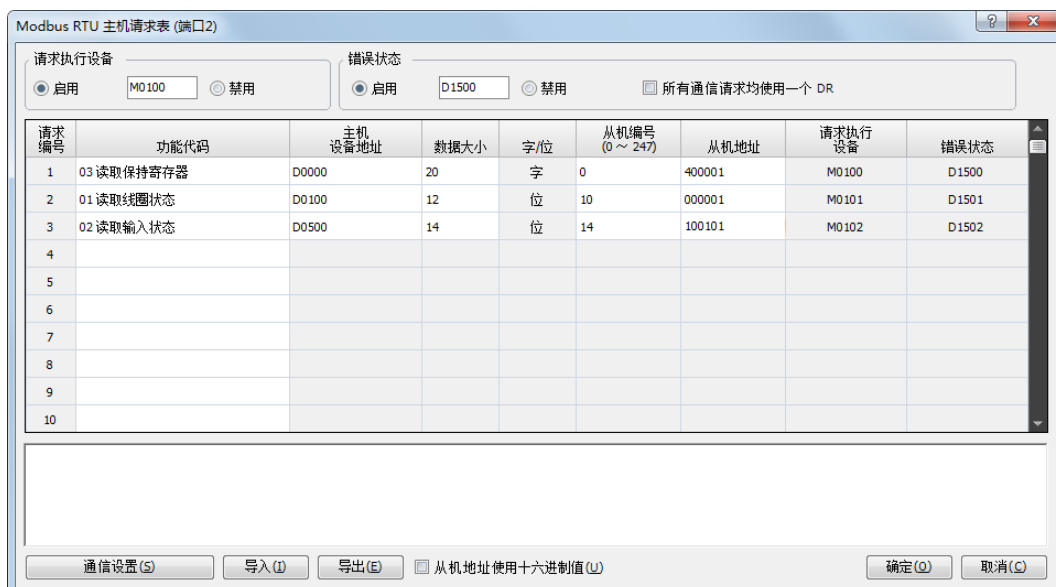 Modbus RTU 主机请求表 (端口2)
请求执行设备 错误状态
启用 M0100 禁用 启用 D1500 禁用 所有通信请求均使用一个 DR
请求编号 功能代码 主机设备地址 数据大小 字/位 从机编号(0 ～ 247) 从机地址 请求执行设备 错误状态
1 03 读取保持寄存器 D0000 20 字 0 400001 M0100 D1500
2 01 读取线圈状态 D0100 12 位 10 000001 M0101 D1501
3 02 读取输入状态 D0500 14 位 14 100101 M0102 D1502
4
5
6
7
8
9
10
通信设置(S) 导入(I) 导出(E) 从机地址使用十六进制值(U) 确定(O) 取消(C)